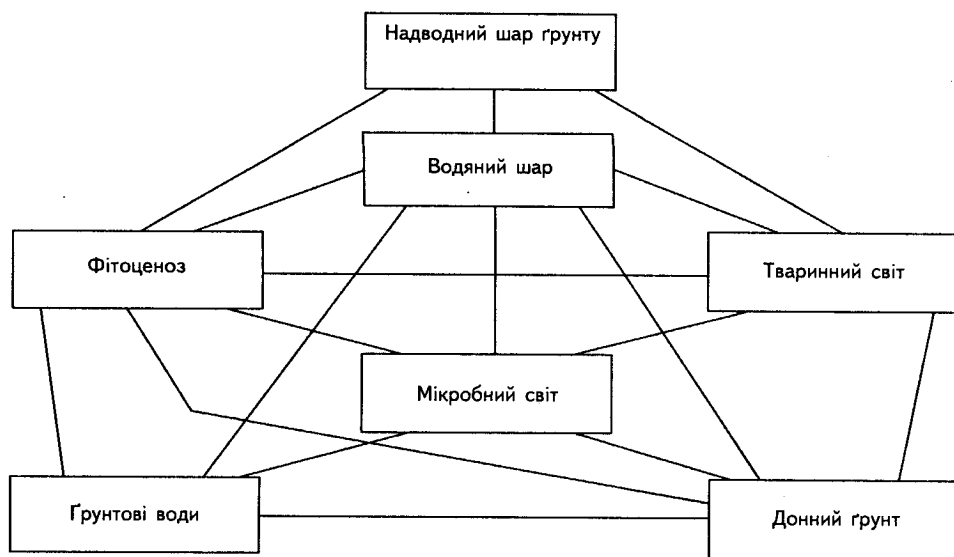 Надводний шар ґрунту
Водяний шар
Фітоценоз
Тваринний світ
Мікробний світ
Ґрунтові води
Донний ґрунт